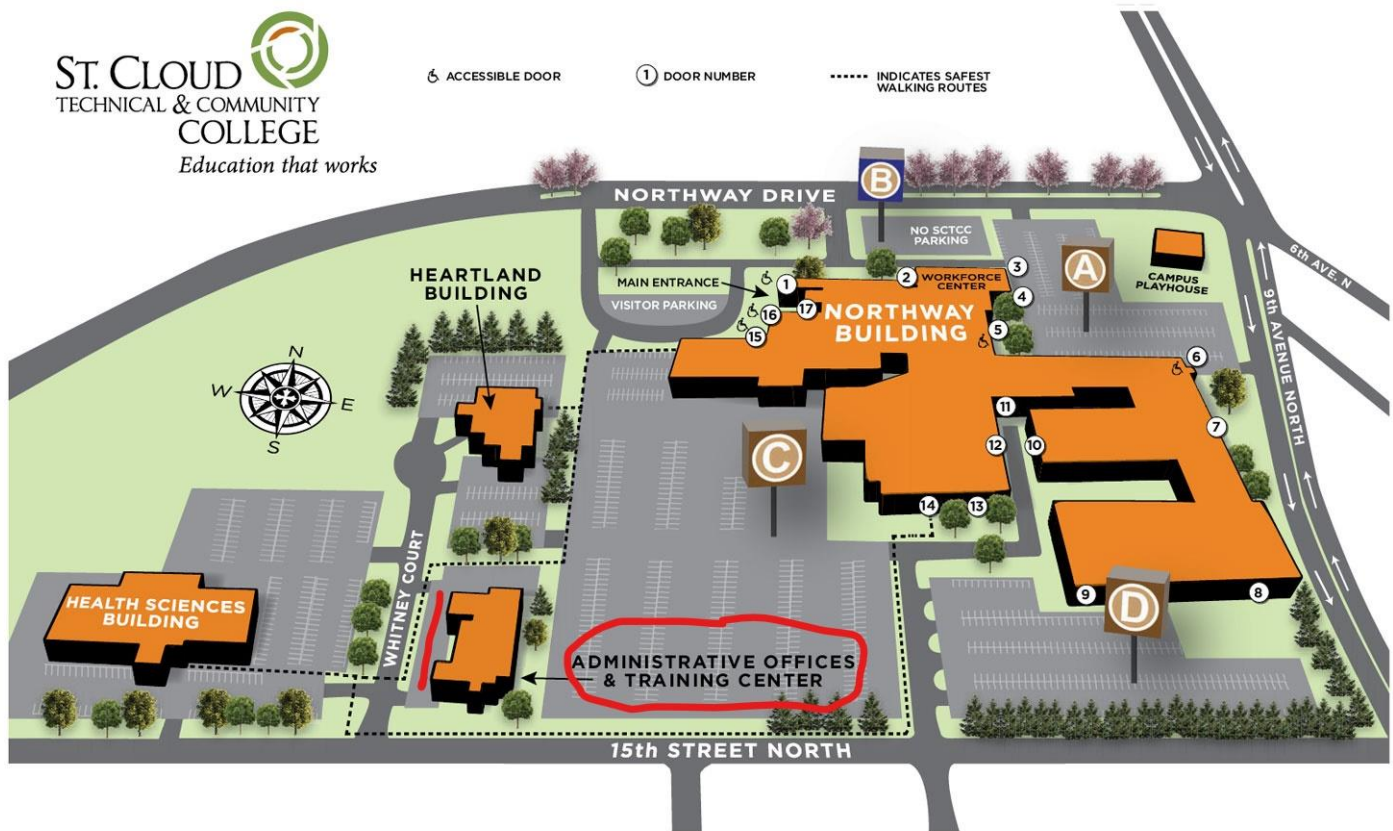 ST. CLOUD
TECHNICAL & COMMUNITY
COLLEGE
Education that works
ACCESSIBLE DOOR
1 DOOR NUMBER
INDICATES SAFEST
WALKING ROUTES
B
NORTHWAY DRIVE
NO SCTCC
PARKING
A
CAMPUS
PLAYHOUSE
6th AVE. N
9th AVENUE NORTH
HEARTLAND
BUILDING
MAIN ENTRANCE
VISITOR PARKING
WORKFORCE
CENTER
NORTHWAY
BUILDING
1
2
3
4
5
6
7
8
9
10
11
12
13
14
15
16
17
N
W
E
S
C
D
WHITNEY COURT
HEALTH SCIENCES
BUILDING
ADMINISTRATIVE OFFICES
& TRAINING CENTER
15th STREET NORTH